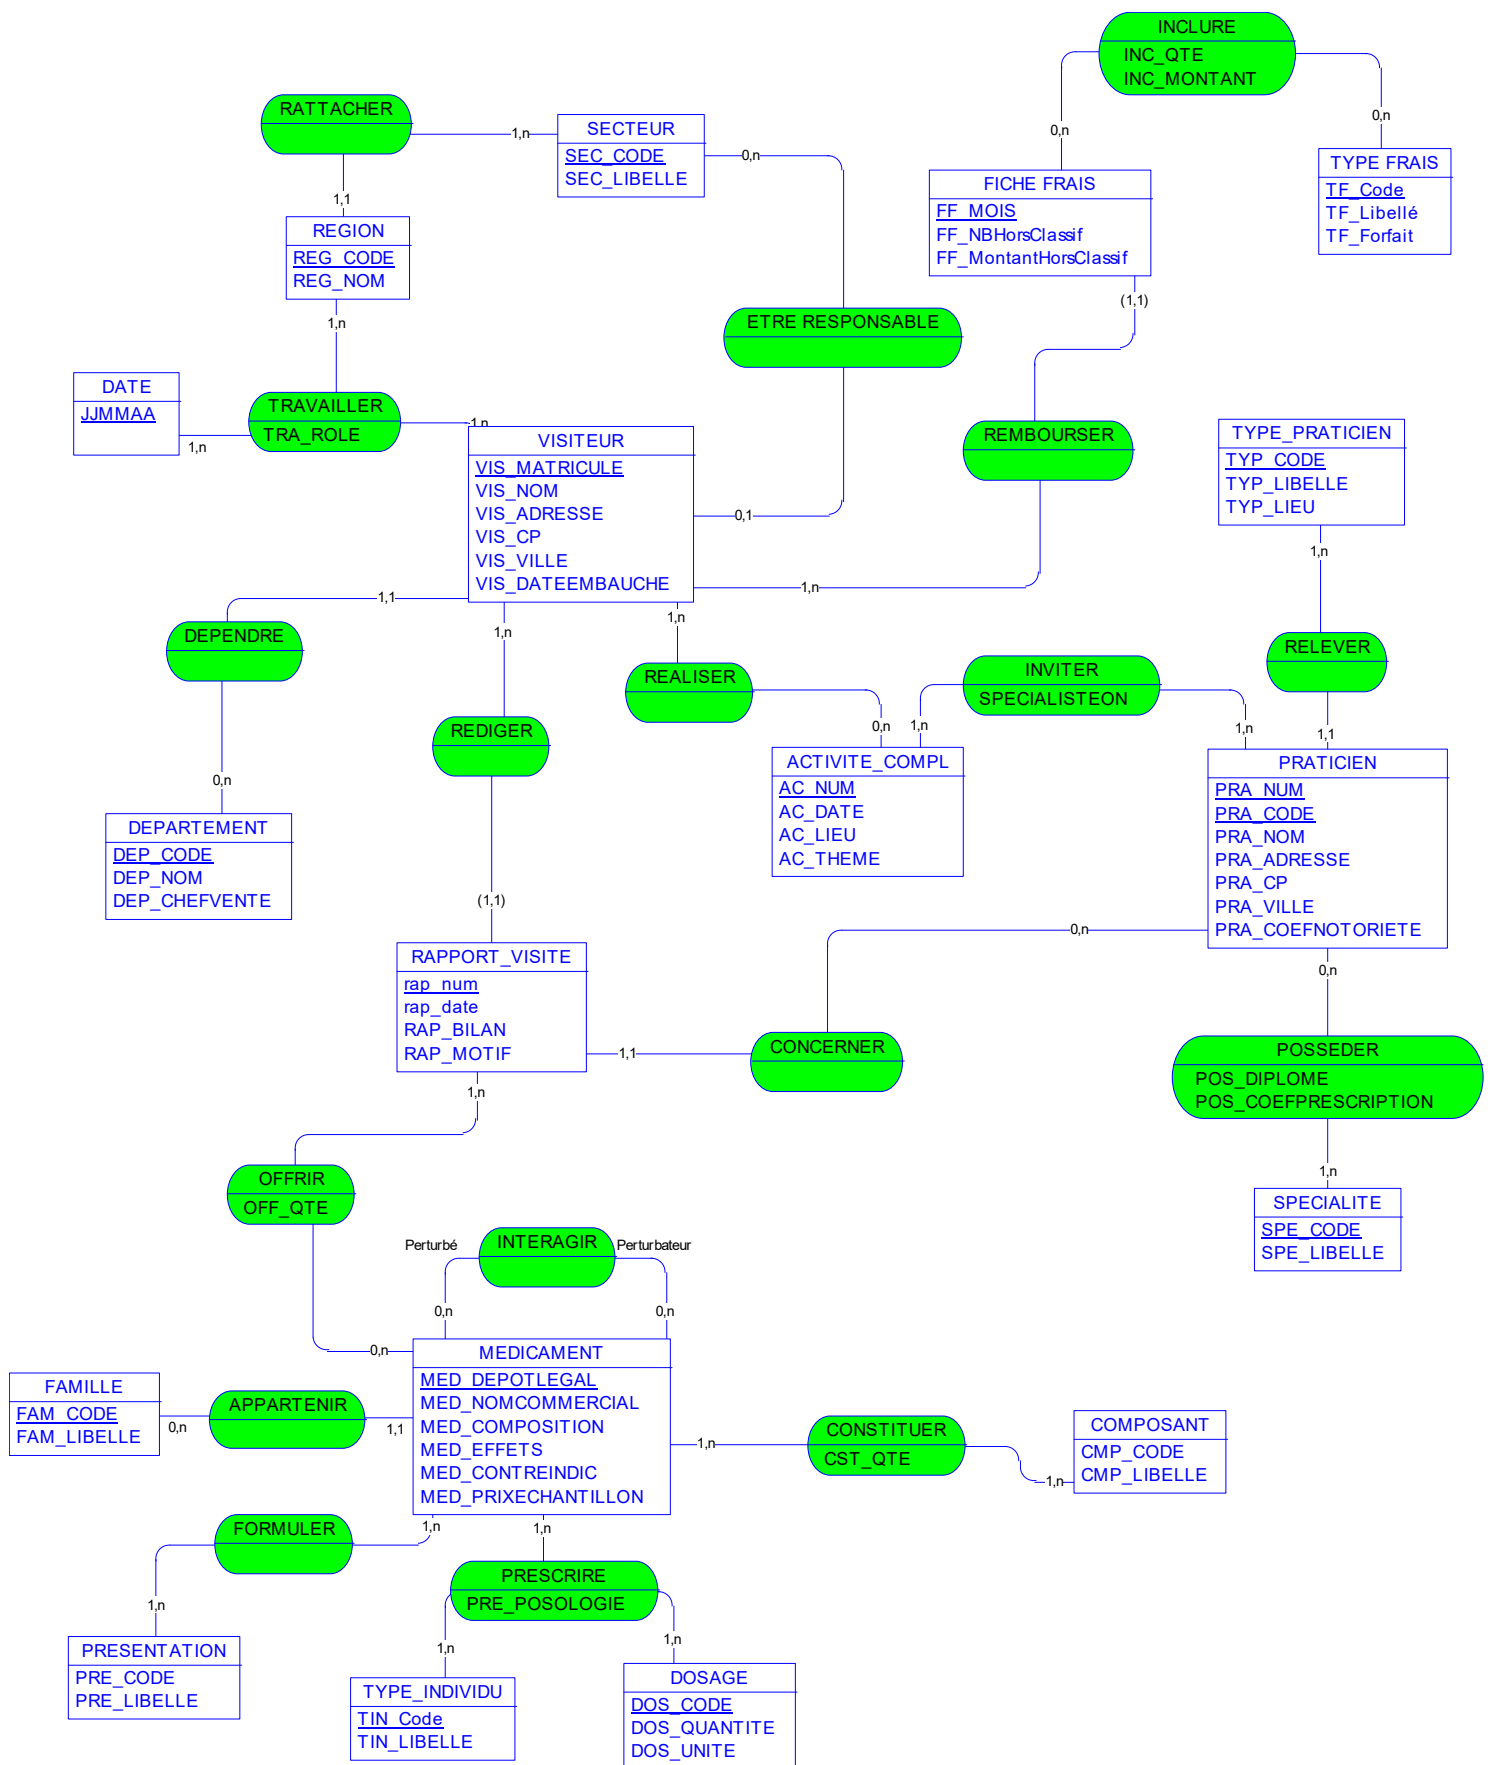 INCLURE
INC_QTE
INC_MONTANT
0,n
0,n
TYPE FRAIS
TF_Code
TF_Libellé
TF_Forfait
FICHE FRAIS
FF_MOIS
FF_NBHorsClassif
FF_MontantHorsClassif
(1,1)
RATTACHER
1,n
SECTEUR
SEC_CODE
SEC_LIBELLE
0,n
1,1
REGION
REG_CODE
REG_NOM
1,n
ETRE RESPONSABLE
DATE
JJMMAA
1,n
TRAVAILLER
TRA_ROLE
1,n
VISITEUR
VIS_MATRICULE
VIS_NOM
VIS_ADRESSE
VIS_CP
VIS_VILLE
VIS_DATEEMBAUCHE
0,1
1,n
REMBOURSER
TYPE_PRATICIEN
TYP_CODE
TYP_LIBELLE
TYP_LIEU
1,n
RELEVER
1,1
1,1
DEPENDRE
0,n
DEPARTEMENT
DEP_CODE
DEP_NOM
DEP_CHEFVENTE
1,n
REDIGER
(1,1)
1,n
REALISER
0,n
INVITER
SPECIALISTEON
1,n
1,n
ACTIVITE_COMPL
AC_NUM
AC_DATE
AC_LIEU
AC_THEME
PRATICIEN
PRA_NUM
PRA_CODE
PRA_NOM
PRA_ADRESSE
PRA_CP
PRA_VILLE
PRA_COEFNOTORIETE
0,n
0,n
RAPPORT_VISITE
rap_num
rap_date
RAP_BILAN
RAP_MOTIF
1,1
CONCERNER
POSSEDER
POS_DIPLOME
POS_COEFPRESCRIPTION
1,n
SPECIALITE
SPE_CODE
SPE_LIBELLE
1,n
OFFRIR
OFF_QTE
0,n
Perturbé
INTERAGIR
Perturbateur
0,n
0,n
MEDICAMENT
MED_DEPOTLEGAL
MED_NOMCOMMERCIAL
MED_COMPOSITION
MED_EFFETS
MED_CONTREINDIC
MED_PRIXECHANTILLON
FAMILLE
FAM_CODE
FAM_LIBELLE
0,n
APPARTENIR
1,1
1,n
CONSTITUER
CST_QTE
1,n
COMPOSANT
CMP_CODE
CMP_LIBELLE
FORMULER
1,n
1,n
PRESENTATION
PRE_CODE
PRE_LIBELLE
1,n
PRESCRIRE
PRE_POSOLOGIE
1,n
1,n
TYPE_INDIVIDU
TIN_Code
TIN_LIBELLE
DOSAGE
DOS_CODE
DOS_QUANTITE
DOS_UNITE